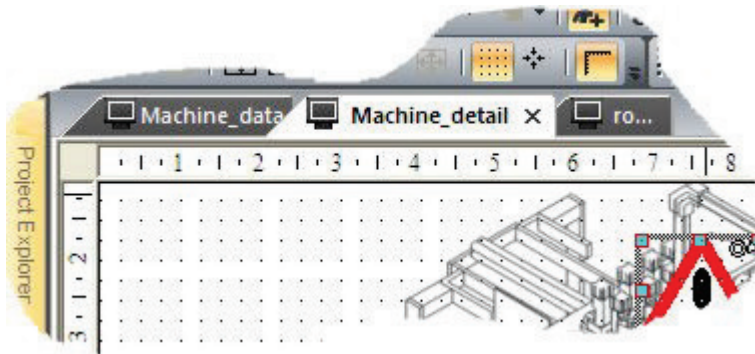 Machine_data
Machine_detail
ro...
1 2 3 4 5 6 7 8
Project Explorer
1
2
3